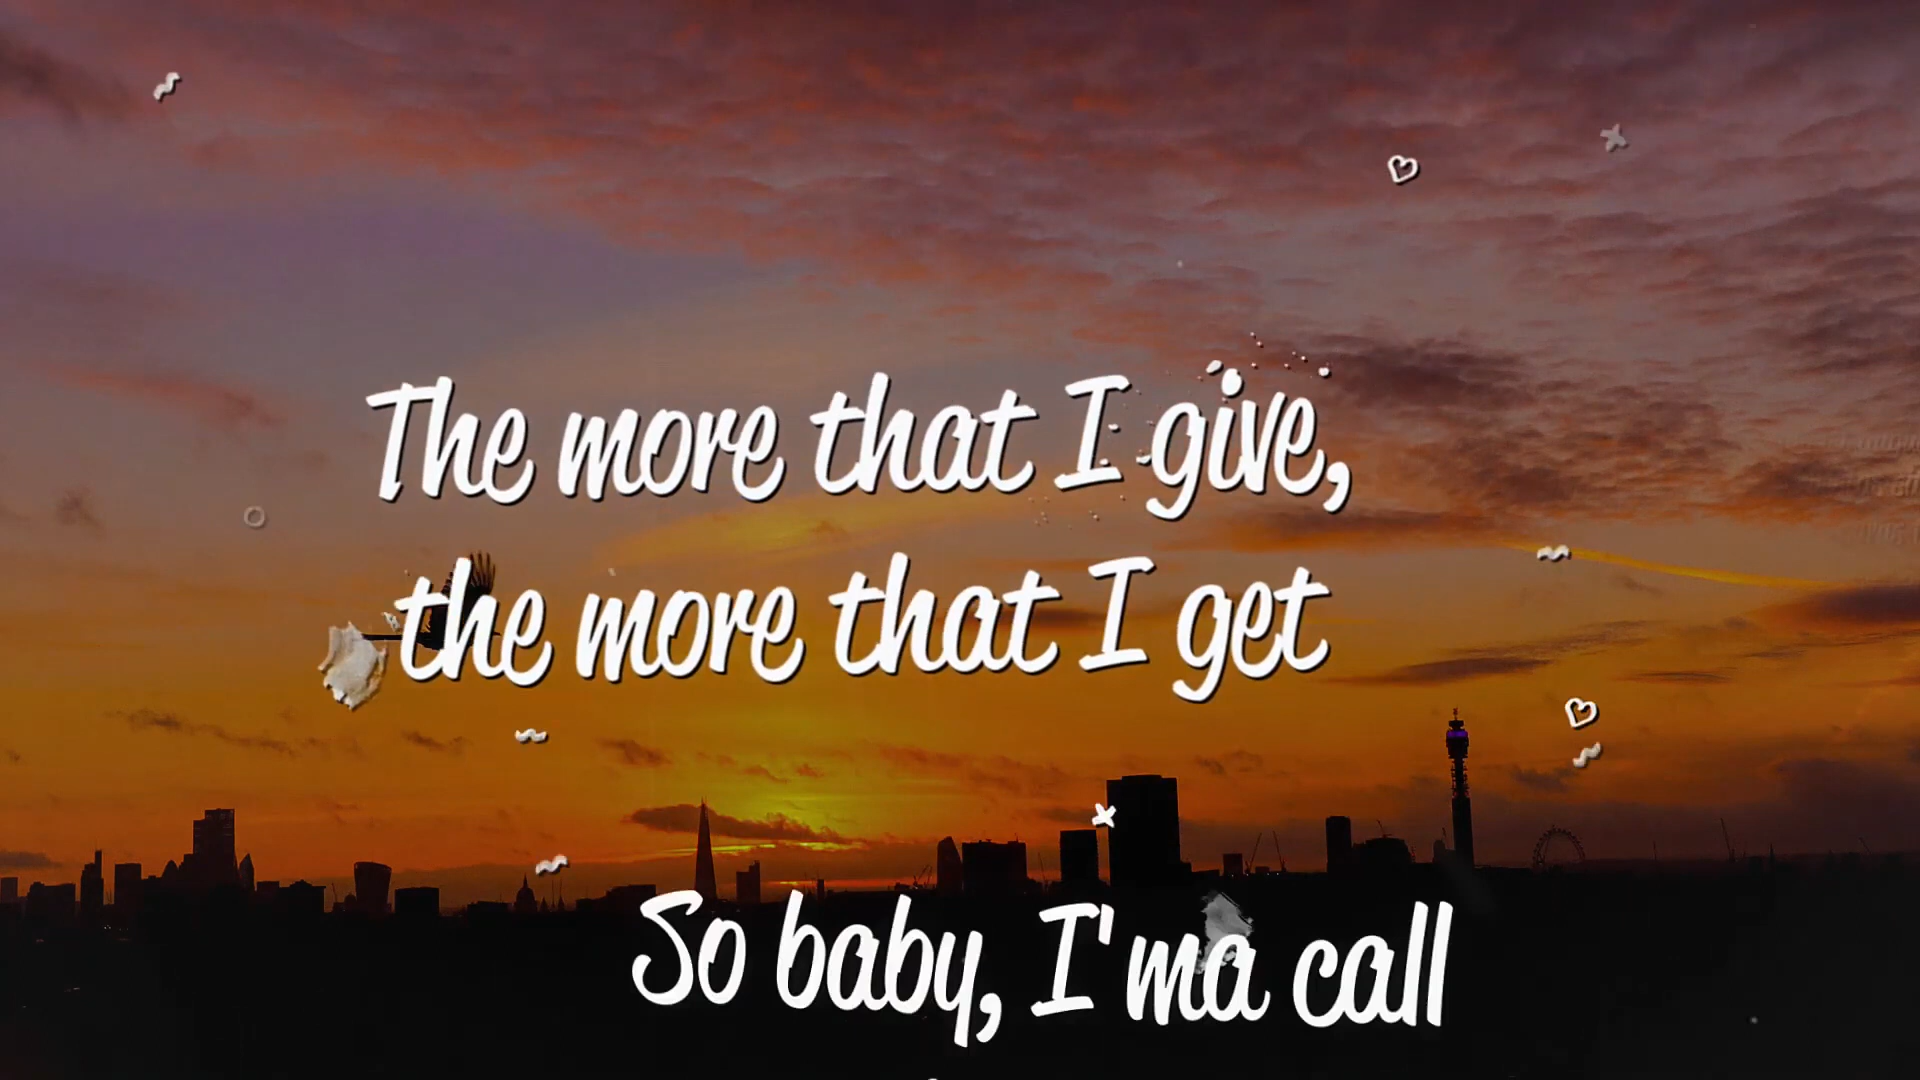 The more that I give,
the more that I get
So baby, I'ma call